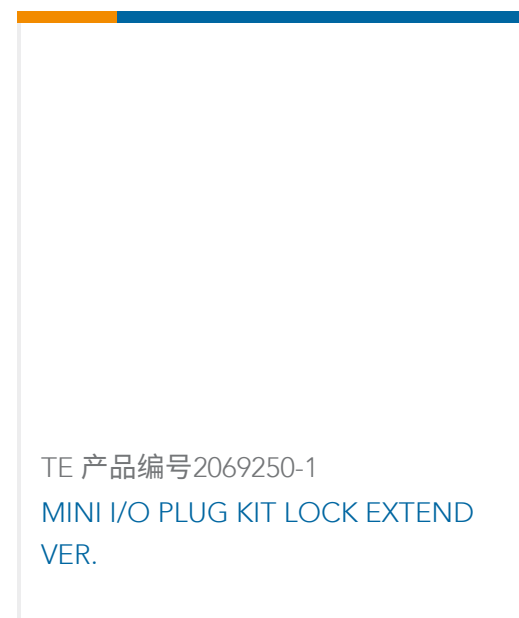 TE 产品编号2069250-1
MINI I/O PLUG KIT LOCK EXTEND
VER.